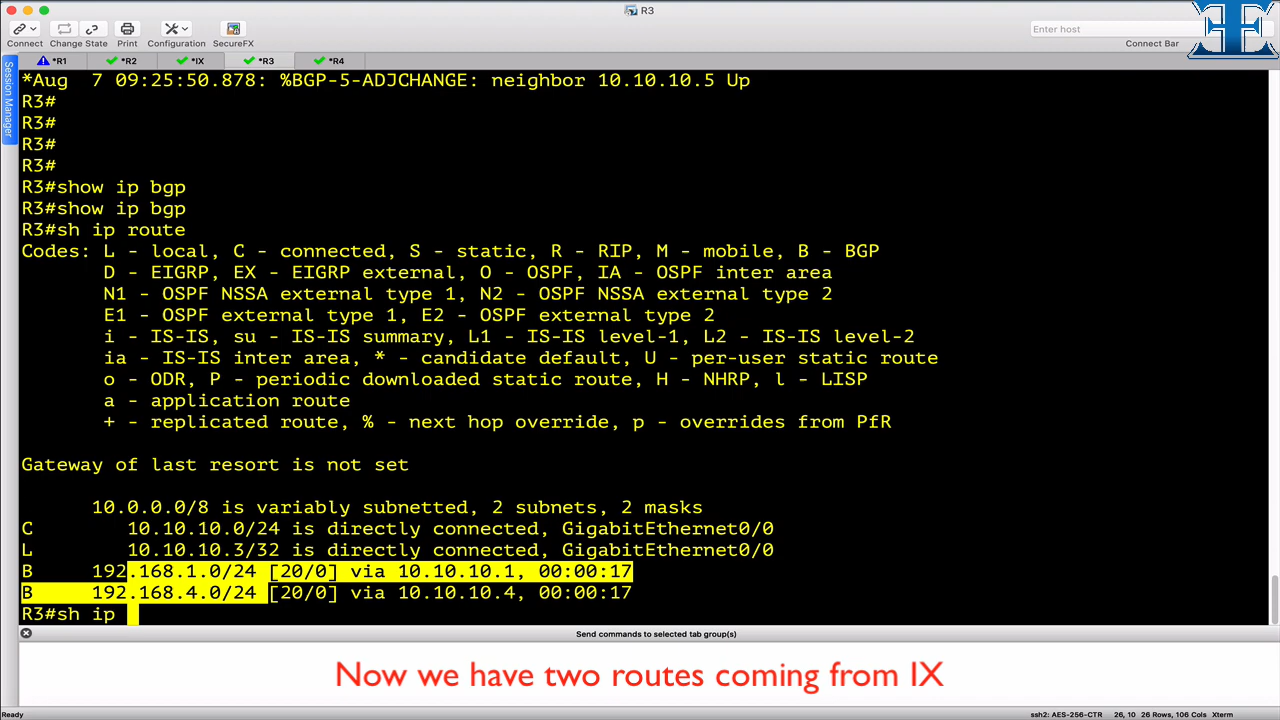 R3
Connect Change State Print Configuration SecureFX
Enter host
Connect Bar
*R1 *R2 *IX *R3 *R4
Session Manager
*Aug  7 09:25:50.878: %BGP-5-ADJCHANGE: neighbor 10.10.10.5 Up
R3#
R3#
R3#
R3#
R3#show ip bgp
R3#show ip bgp
R3#sh ip route
Codes: L - local, C - connected, S - static, R - RIP, M - mobile, B - BGP
       D - EIGRP, EX - EIGRP external, O - OSPF, IA - OSPF inter area
       N1 - OSPF NSSA external type 1, N2 - OSPF NSSA external type 2
       E1 - OSPF external type 1, E2 - OSPF external type 2
       i - IS-IS, su - IS-IS summary, L1 - IS-IS level-1, L2 - IS-IS level-2
       ia - IS-IS inter area, * - candidate default, U - per-user static route
       o - ODR, P - periodic downloaded static route, H - NHRP, l - LISP
       a - application route
       + - replicated route, % - next hop override, p - overrides from PfR
Gateway of last resort is not set
      10.0.0.0/8 is variably subnetted, 2 subnets, 2 masks
C        10.10.10.0/24 is directly connected, GigabitEthernet0/0
L        10.10.10.3/32 is directly connected, GigabitEthernet0/0
B     192.168.1.0/24 [20/0] via 10.10.10.1, 00:00:17
B     192.168.4.0/24 [20/0] via 10.10.10.4, 00:00:17
R3#sh ip
Send commands to selected tab group(s)
Now we have two routes coming from IX
Ready
ssh2: AES-256-CTR 26, 10 26 Rows, 106 Cols Xterm